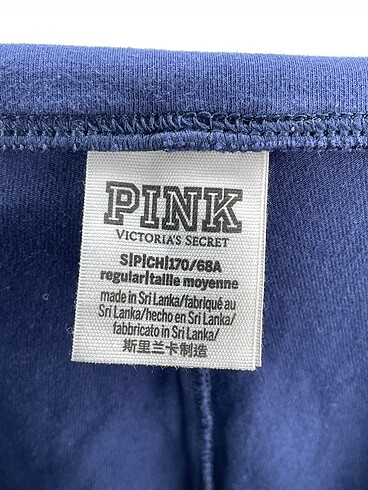 PINK
VICTORIA'S SECRET
S|P|CH|170/68A
regular|taille moyenne
made in Sri Lanka/fabriqué au
Sri Lanka/hecho en Sri Lanka/
fabbricato in Sri Lanka/
斯里兰卡制造